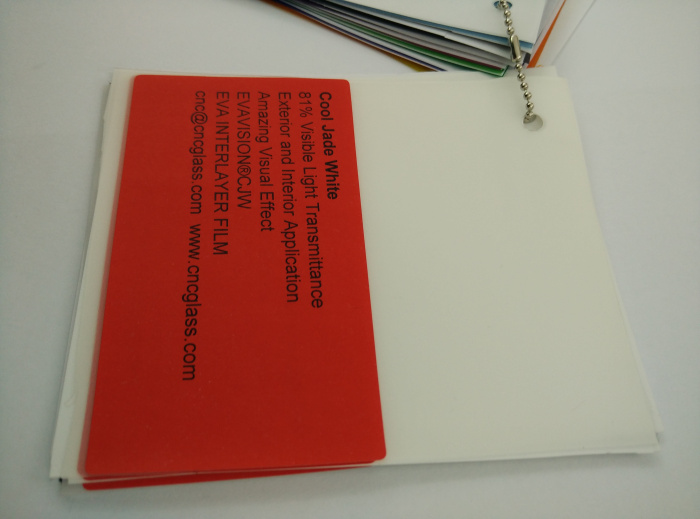 Cool Jade White
81% Visible Light Transmittance
Exterior and Interior Application
Amazing Visual Effect
EVAVISION®CJW
EVA INTERLAYER FILM
cnc@cncglass.com www.cncglass.com